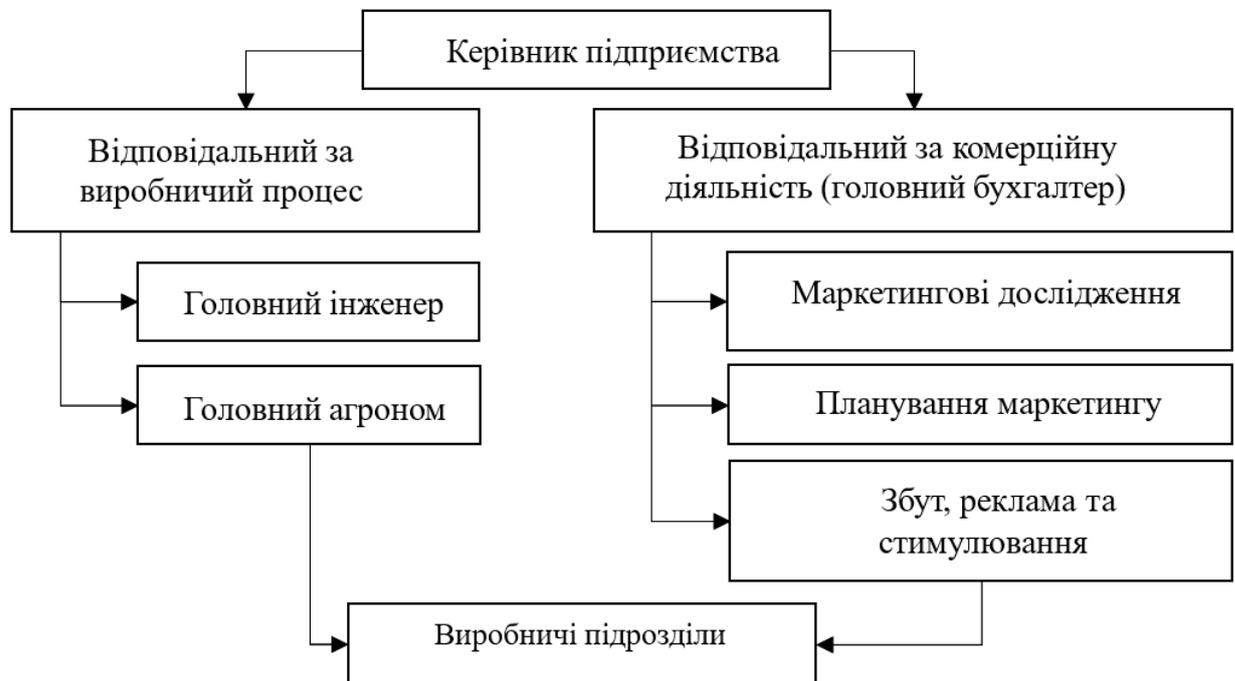 Керівник підприємства
Відповідальний за
виробничий процес
Головний інженер
Головний агроном
Відповідальний за комерційну
діяльність (головний бухгалтер)
Маркетингові дослідження
Планування маркетингу
Збут, реклама та
стимулювання
Виробничі підрозділи